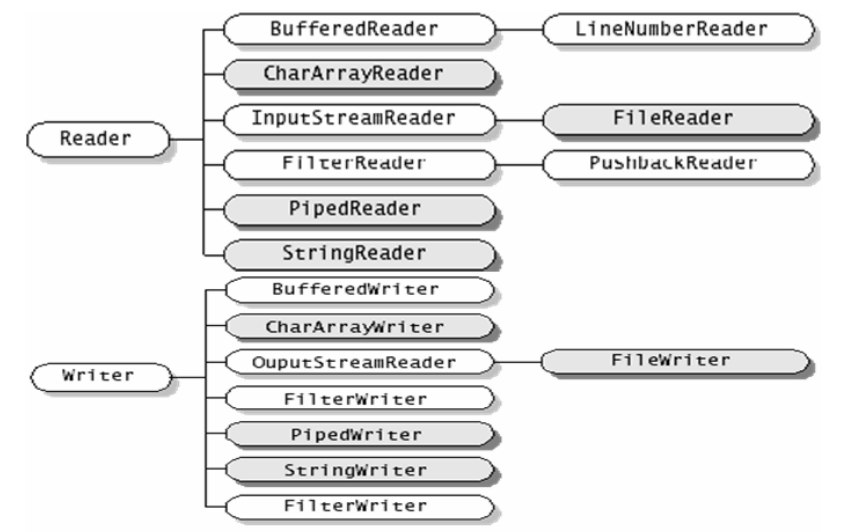 BufferedReader LineNumberReader
CharArrayReader
InputStreamReader FileReader
Reader
FilterReader PushbackReader
PipedReader
StringReader
BufferedWriter
CharArrayWriter
OuputStreamReader FileWriter
Writer
FilterWriter
PipedWriter
StringWriter
FilterWriter